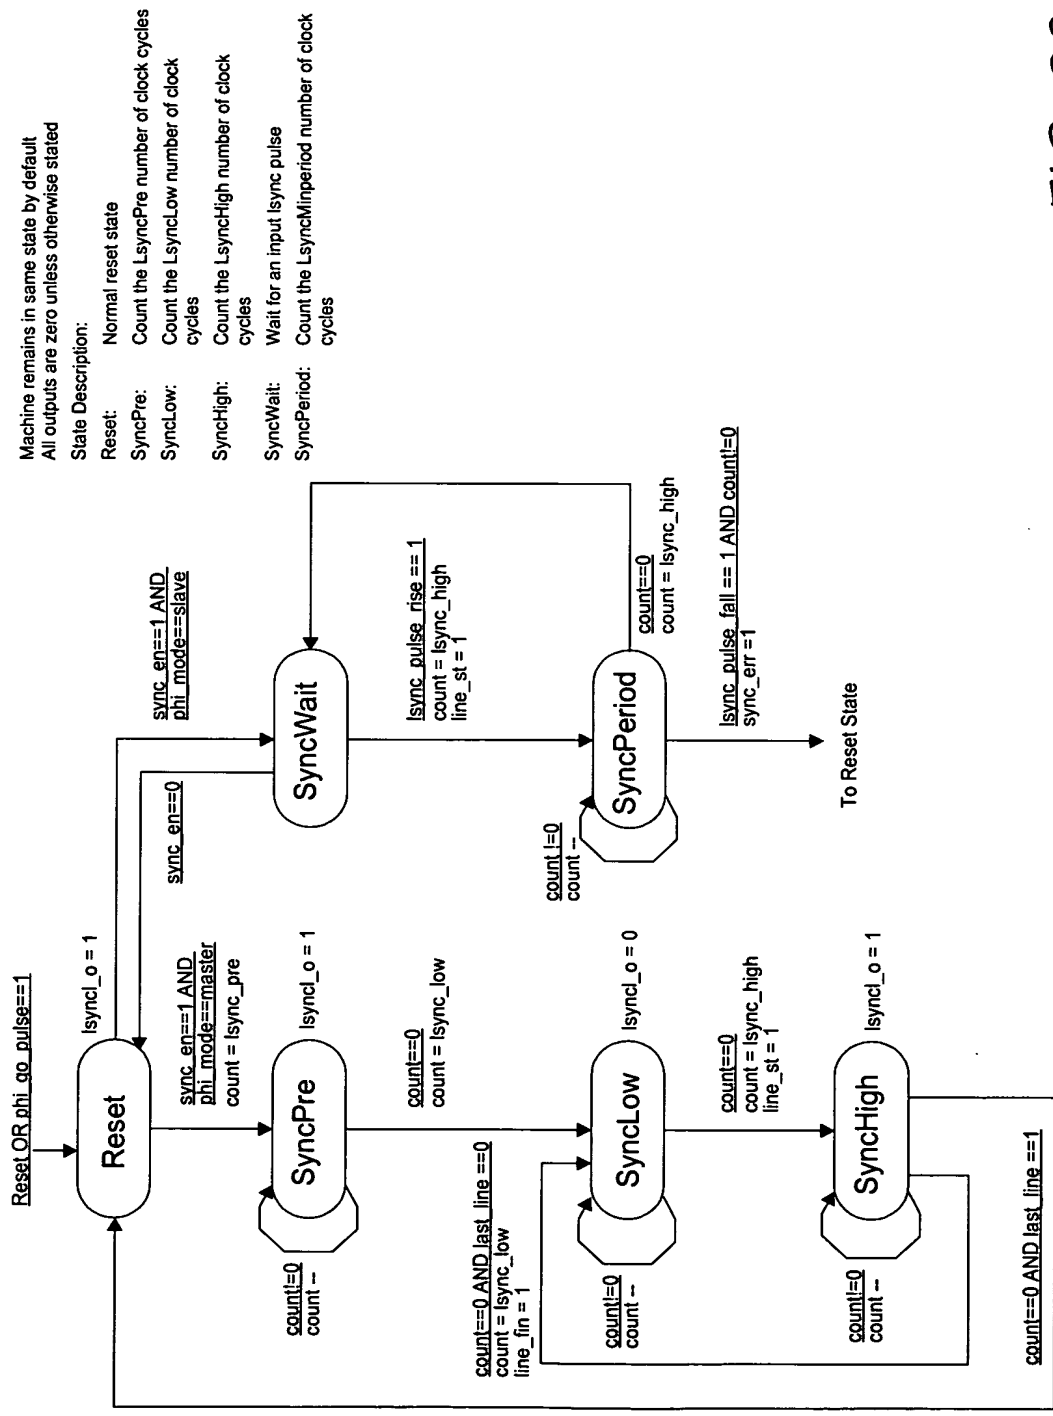 Machine remains in same state by default
All outputs are zero unless otherwise stated
State Description:
Reset: Normal reset state
SyncPre: Count the LsyncPre number of clock cycles
SyncLow: Count the LsyncLow number of clock
cycles
SyncHigh: Count the LsyncHigh number of clock
cycles
SyncWait: Wait for an input lsync pulse
SyncPeriod: Count the LsyncMinperiod number of clock
cycles
Reset OR phi_go_pulse==1
Reset
lsyncl_o = 1
sync_en==1 AND
phi_mode==slave
sync_en==0
sync_en==1 AND
phi_mode==master
count = lsync_pre
SyncPre
lsyncl_o = 1
count!=0
count --
count==0
count = lsync_low
SyncWait
lsync_pulse_rise == 1
count = lsync_high
line_st = 1
SyncPeriod
count !=0
count --
count==0
count = lsync_high
lsync_pulse_fall == 1 AND count!=0
sync_err =1
To Reset State
count==0 AND last_line ==0
count = lsync_low
line_fin = 1
SyncLow
lsyncl_o = 0
count!=0
count --
count==0
count = lsync_high
line_st = 1
SyncHigh
lsyncl_o = 1
count!=0
count --
count==0 AND last_line ==1